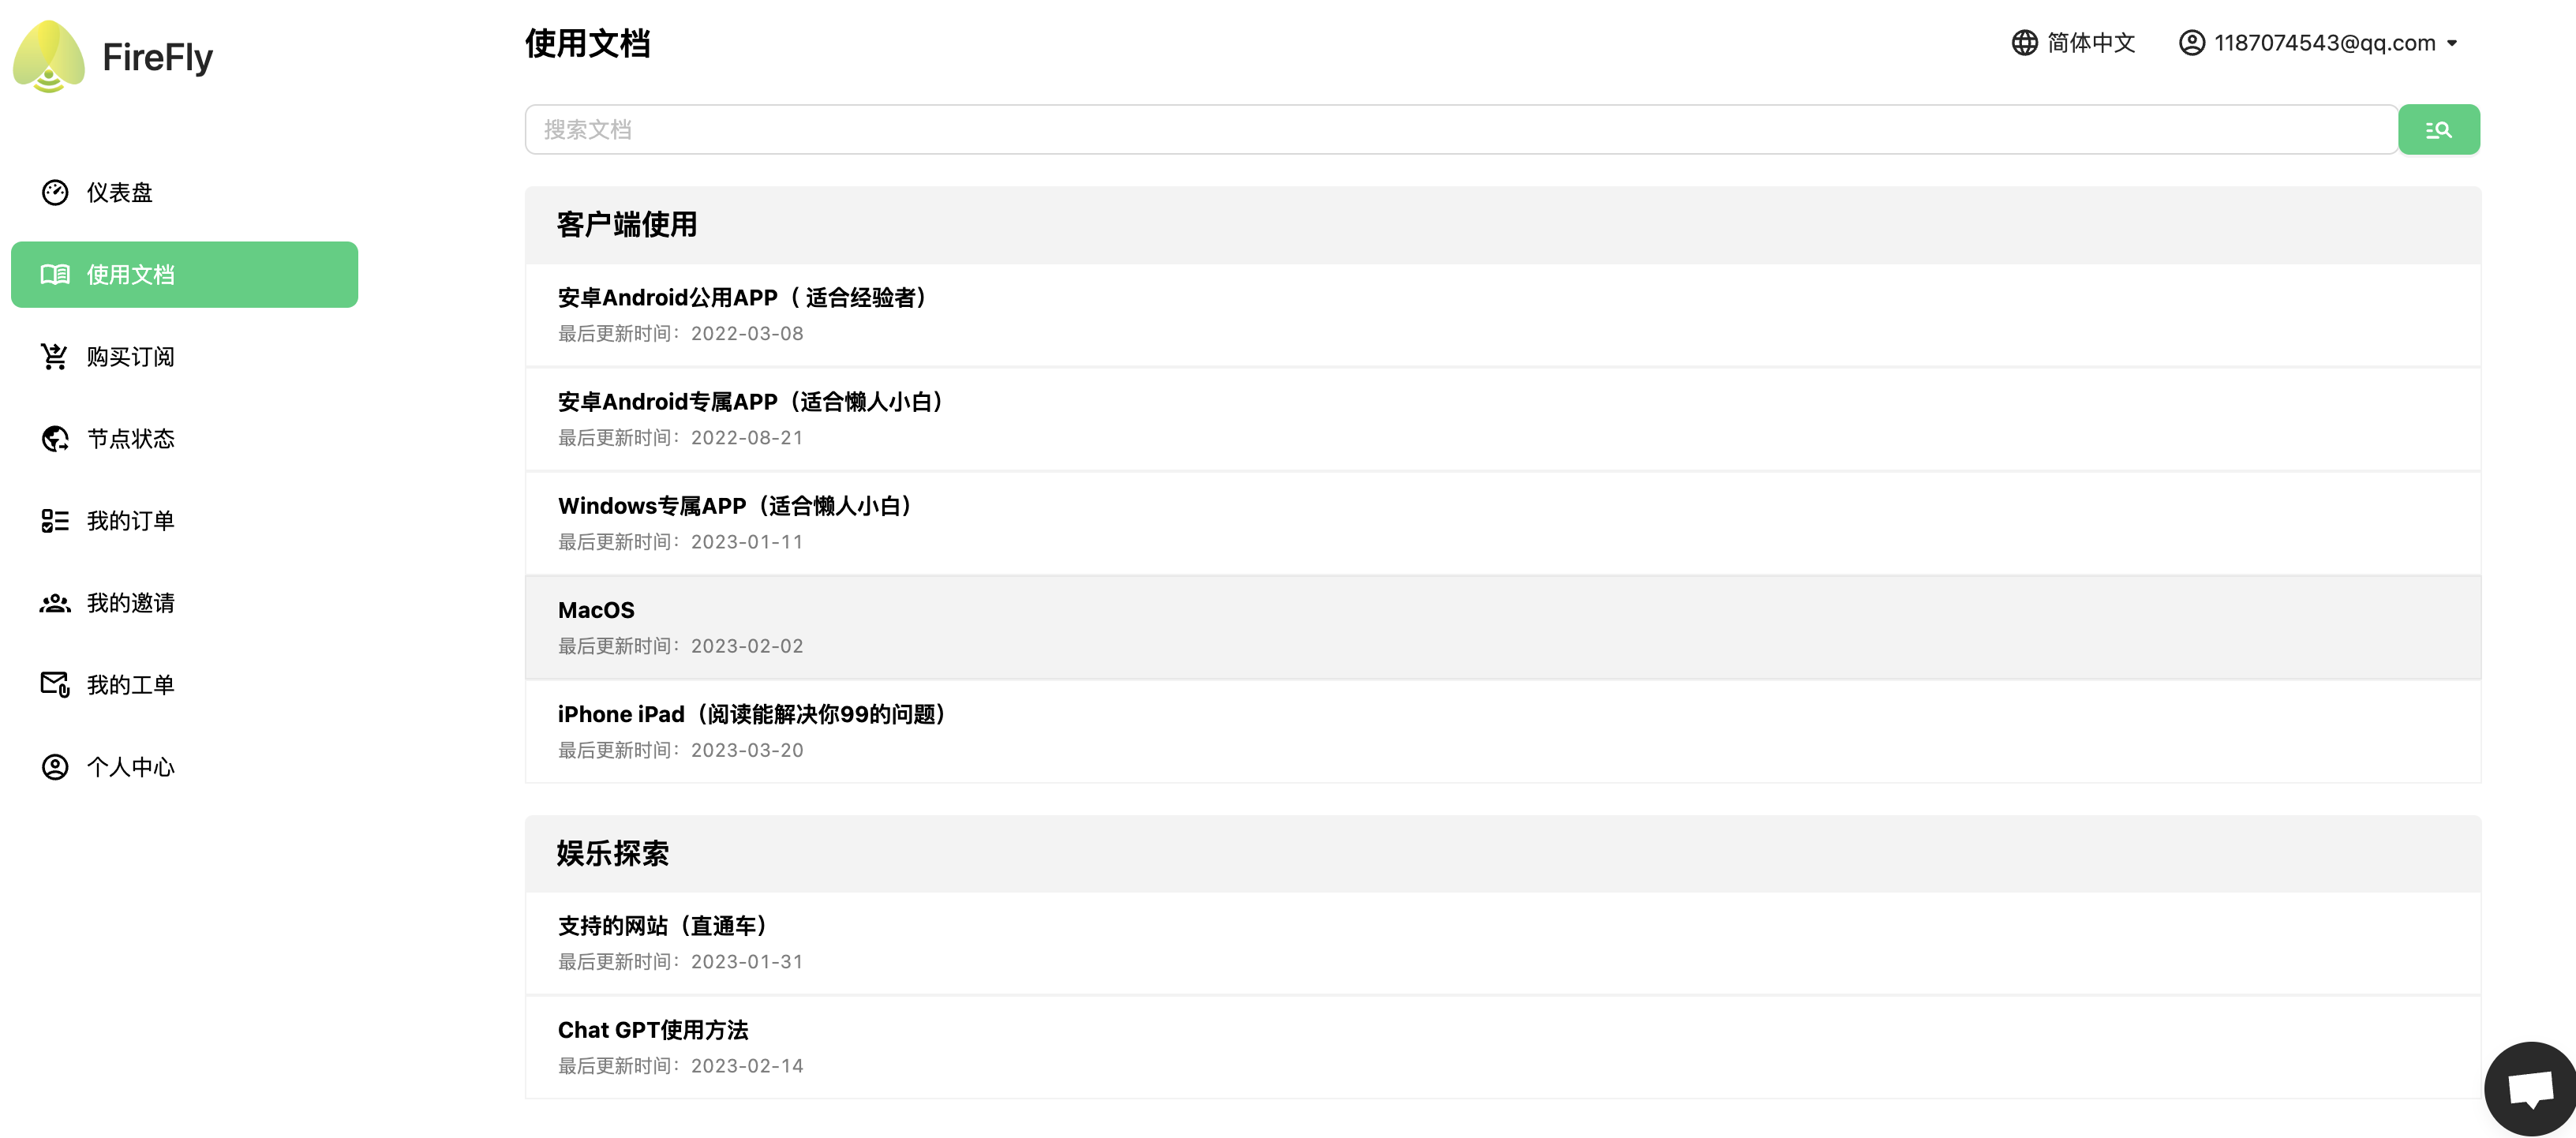 FireFly
使用文档
简体中文
1187074543@qq.com
搜索文档
仪表盘
使用文档
购买订阅
节点状态
我的订单
我的邀请
我的工单
个人中心
客户端使用
安卓Android公用APP（ 适合经验者）
最后更新时间：2022-03-08
安卓Android专属APP（适合懒人小白）
最后更新时间：2022-08-21
Windows专属APP（适合懒人小白）
最后更新时间：2023-01-11
MacOS
最后更新时间：2023-02-02
iPhone iPad（阅读能解决你99的问题）
最后更新时间：2023-03-20
娱乐探索
支持的网站（直通车）
最后更新时间：2023-01-31
Chat GPT使用方法
最后更新时间：2023-02-14